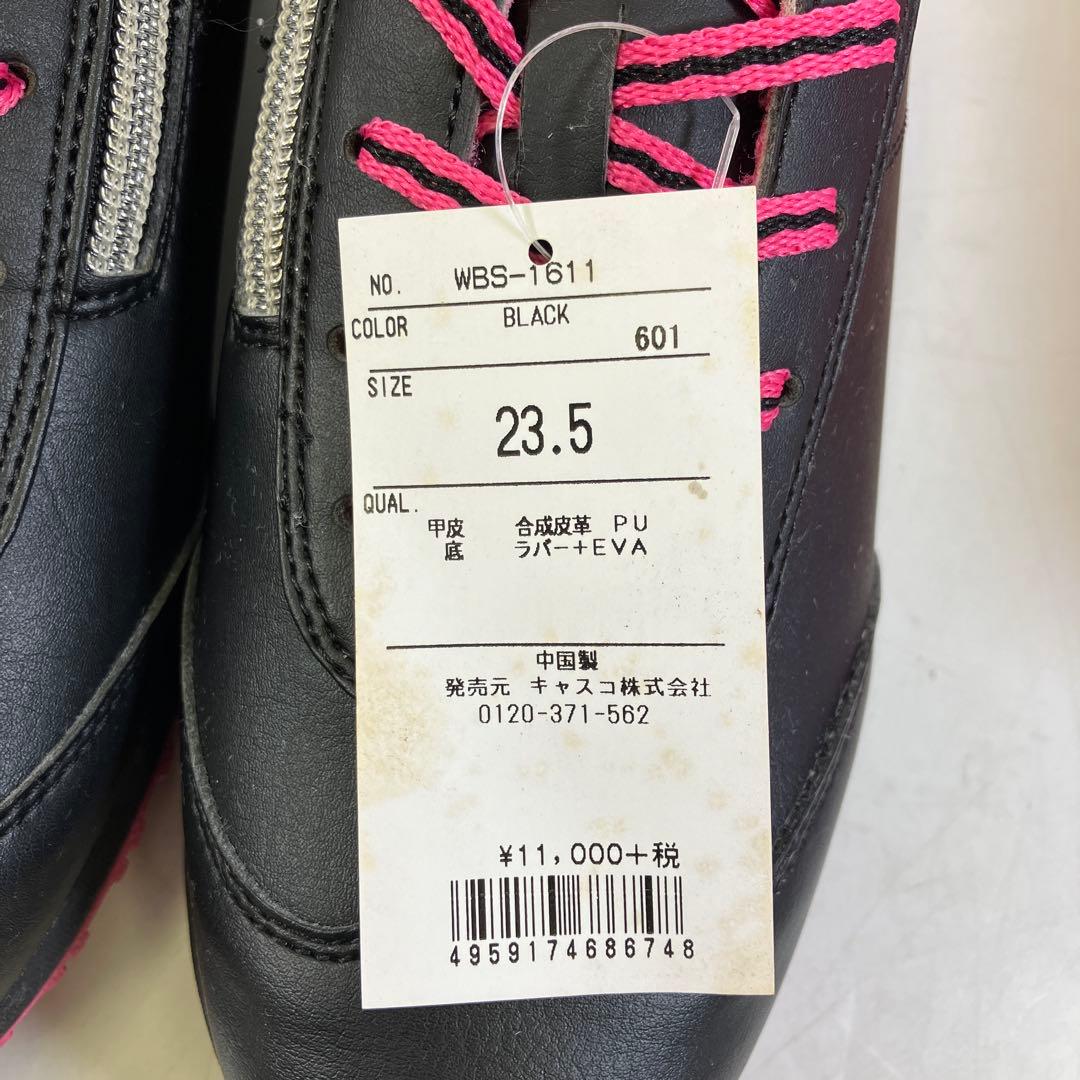 NO. WBS-1611
COLOR BLACK
601
SIZE
23.5
QUAL.
甲皮 合成皮革 PU
底 ラバー+EVA
中国製
発売元 キャスコ株式会社
0120-371-562
¥11,000+税
4959174686748